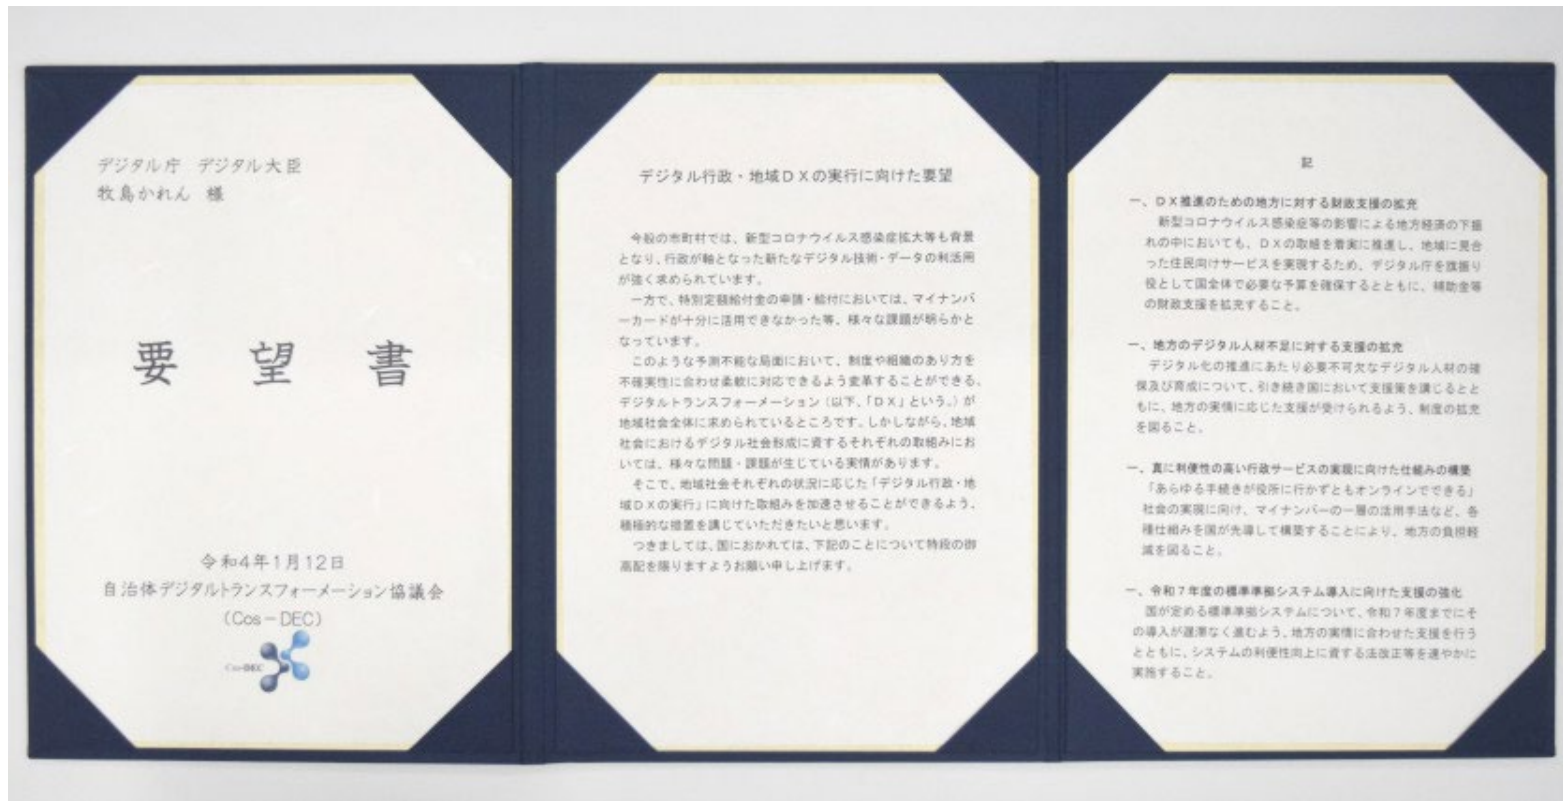 デジタル庁 デジタル大臣
牧島かれん 様
要 望 書
令和4年1月12日
自治体デジタルトランスフォーメーション協議会
(Cos-DEC)
Cos-DEC
デジタル行政・地域DXの実行に向けた要望
今般の市町村では、新型コロナウイルス感染症拡大等も背景
となり、行政が軸となった新たなデジタル技術・データの利活用
が強く求められています。
一方で、特別定額給付金の申請・給付においては、マイナンバ
ーカードが十分に活用できなかった等、様々な課題が明らかと
なっています。
このような予測不能な局面において、制度や組織のあり方を
不確実性に合わせ柔軟に対応できるよう変革することができる、
デジタルトランスフォーメーション(以下、「DX」という。)が
地域社会全体に求められているところです。しかしながら、地域
社会におけるデジタル社会形成に資するそれぞれの取組みにお
いては、様々な問題・課題が生じている実情があります。
そこで、地域社会それぞれの状況に応じた「デジタル行政・地
域DXの実行」に向けた取組みを加速させることができるよう、
積極的な措置を講じていただきたいと思います。
つきましては、国におかれては、下記のことについて特段の御
高配を賜りますようお願い申し上げます。
記
一、DX推進のための地方に対する財政支援の拡充
新型コロナウイルス感染症等の影響による地方経済の下振
れの中においても、DXの取組を着実に推進し、地域に見合
った住民向けサービスを実現するため、デジタル庁を旗振り
役として国全体で必要な予算を確保するとともに、補助金等
の財政支援を拡充すること。
一、地方のデジタル人材不足に対する支援の拡充
デジタル化の推進にあたり必要不可欠なデジタル人材の確
保及び育成について、引き続き国において支援策を講じるとと
もに、地方の実情に応じた支援が受けられるよう、制度の拡充
を図ること。
一、真に利便性の高い行政サービスの実現に向けた仕組みの構築
「あらゆる手続きが役所に行かずともオンラインでできる」
社会の実現に向け、マイナンバーの一層の活用手法など、各
種仕組みを国が先導して構築することにより、地方の負担軽
減を図ること。
一、令和7年度の標準準拠システム導入に向けた支援の強化
国が定める標準準拠システムについて、令和7年度までにそ
の導入が遅滞なく進むよう、地方の実情に合わせた支援を行う
とともに、システムの利便性向上に資する法改正等を速やかに
実施すること。